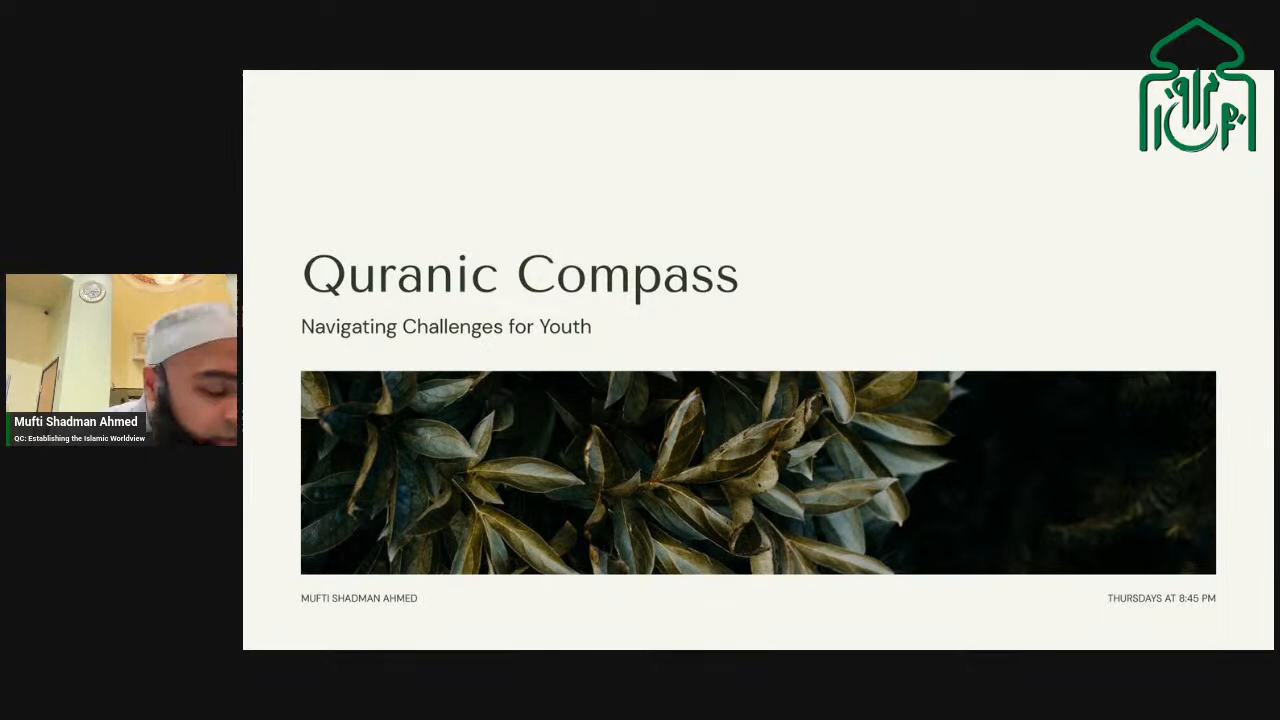 Quranic Compass
Navigating Challenges for Youth
MUFTI SHADMAN AHMED
THURSDAYS AT 8:45 PM
Mufti Shadman Ahmed
QC: Establishing the Islamic Worldview